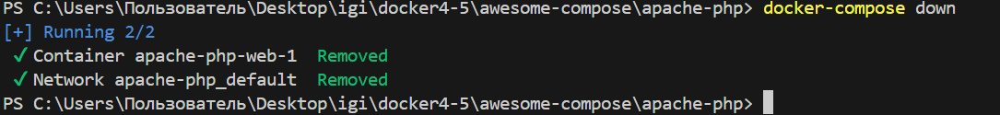 PS C:\Users\Пользователь\Desktop\igi\docker4-5\awesome-compose\apache-php> docker-compose down
[+] Running 2/2
✓ Container apache-php-web-1  Removed
✓ Network apache-php_default  Removed
PS C:\Users\Пользователь\Desktop\igi\docker4-5\awesome-compose\apache-php>